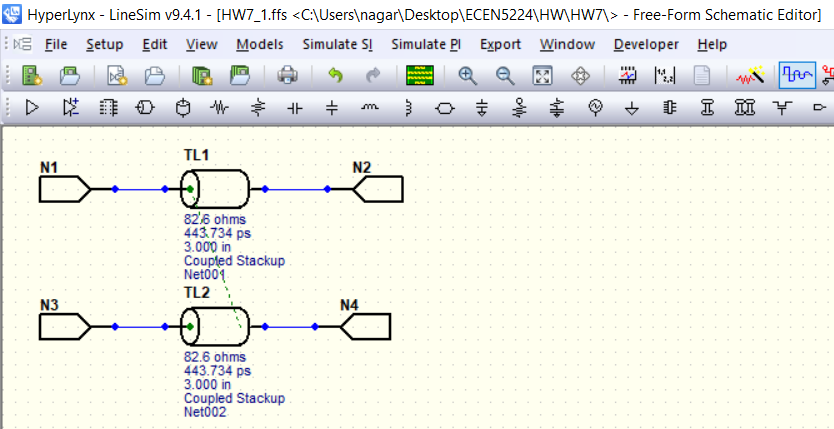 HyperLynx - LineSim v9.4.1 - [HW7_1.ffs <C:\Users\nagar\Desktop\ECEN5224\HW\HW7\> - Free-Form Schematic Editor]
File Setup Edit View Models Simulate SI Simulate PI Export Window Developer Help
TL1
N1 N2
82.6 ohms
443.734 ps
3.000 in
Coupled Stackup
Net001
TL2
N3 N4
82.6 ohms
443.734 ps
3.000 in
Coupled Stackup
Net002